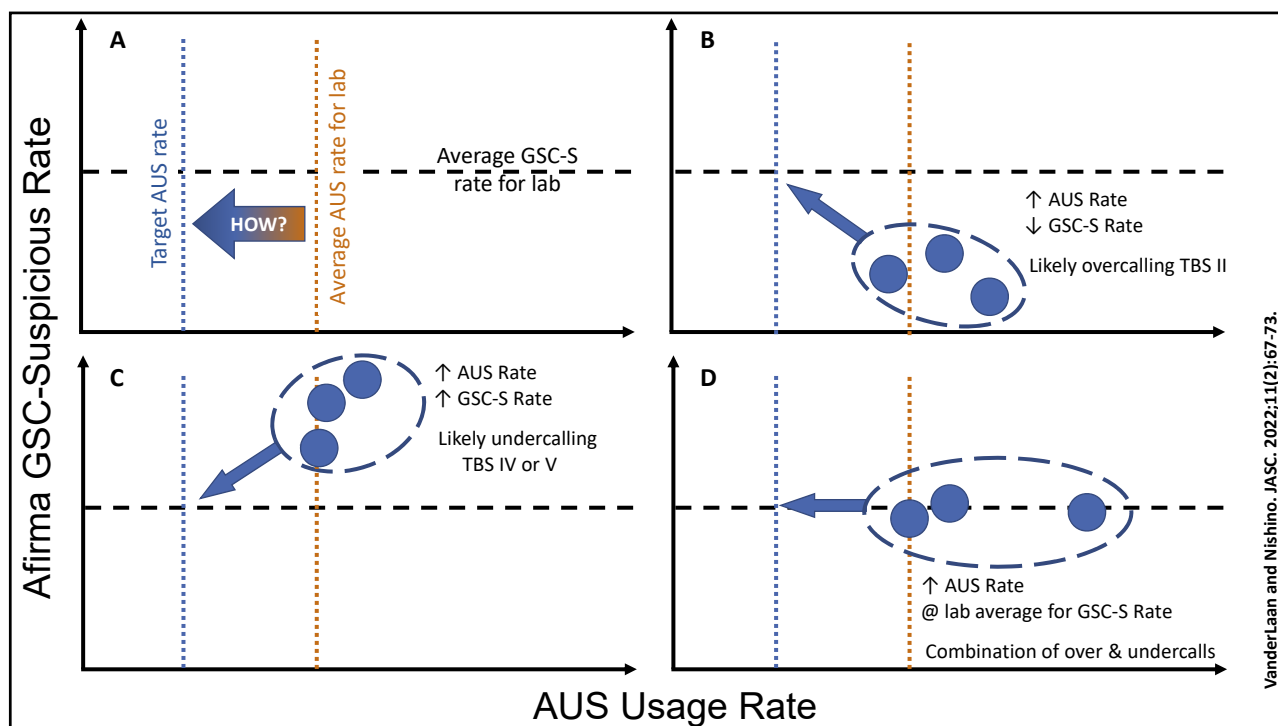 Afirma GSC-Suspicious Rate
A
Target AUS rate
HOW?
Average AUS rate for lab
Average GSC-S
rate for lab
B
↑ AUS Rate
↓ GSC-S Rate
Likely overcalling TBS II
C
↑ AUS Rate
↑ GSC-S Rate
Likely undercalling
TBS IV or V
D
↑ AUS Rate
@ lab average for GSC-S Rate
Combination of over & undercalls
AUS Usage Rate
VanderLaan and Nishino. JASC. 2022;11(2):67-73.